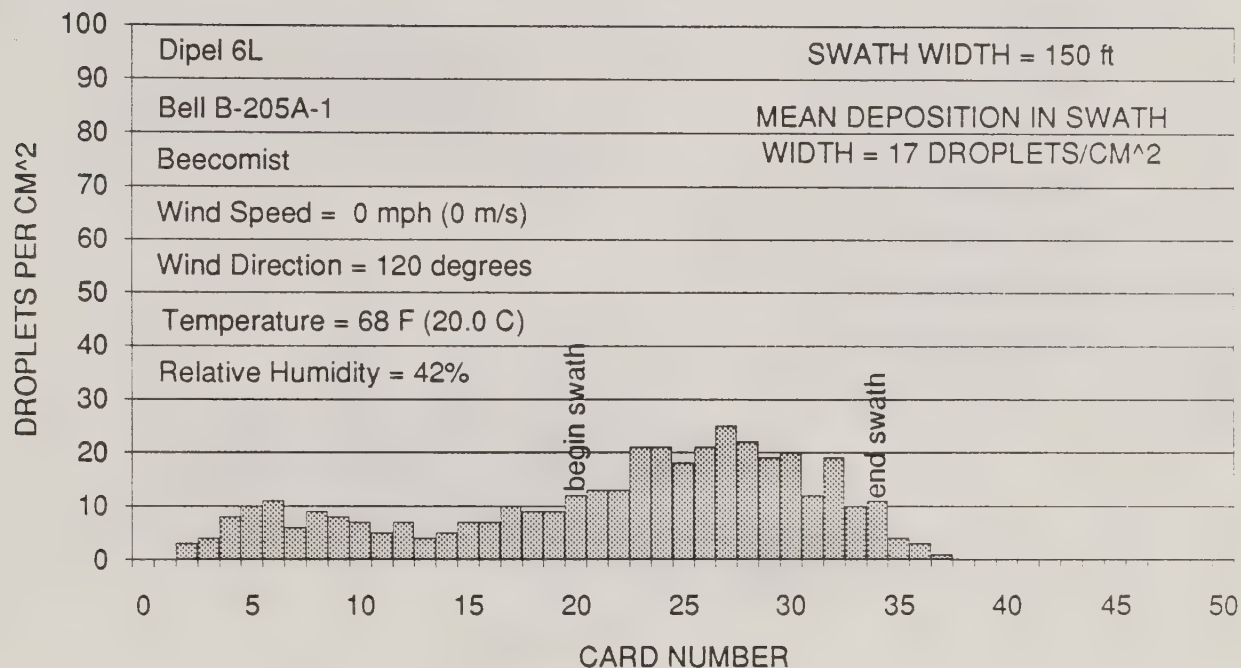 DROPLETS PER CM^2
100
90
80
70
60
50
40
30
20
10
0
Dipel 6L
Bell B-205A-1
Beecomist
Wind Speed = 0 mph (0 m/s)
Wind Direction = 120 degrees
Temperature = 68 F (20.0 C)
Relative Humidity = 42%
SWATH WIDTH = 150 ft
MEAN DEPOSITION IN SWATH
WIDTH = 17 DROPLETS/CM^2
begin swath
end swath
0 5 10 15 20 25 30 35 40 45 50
CARD NUMBER